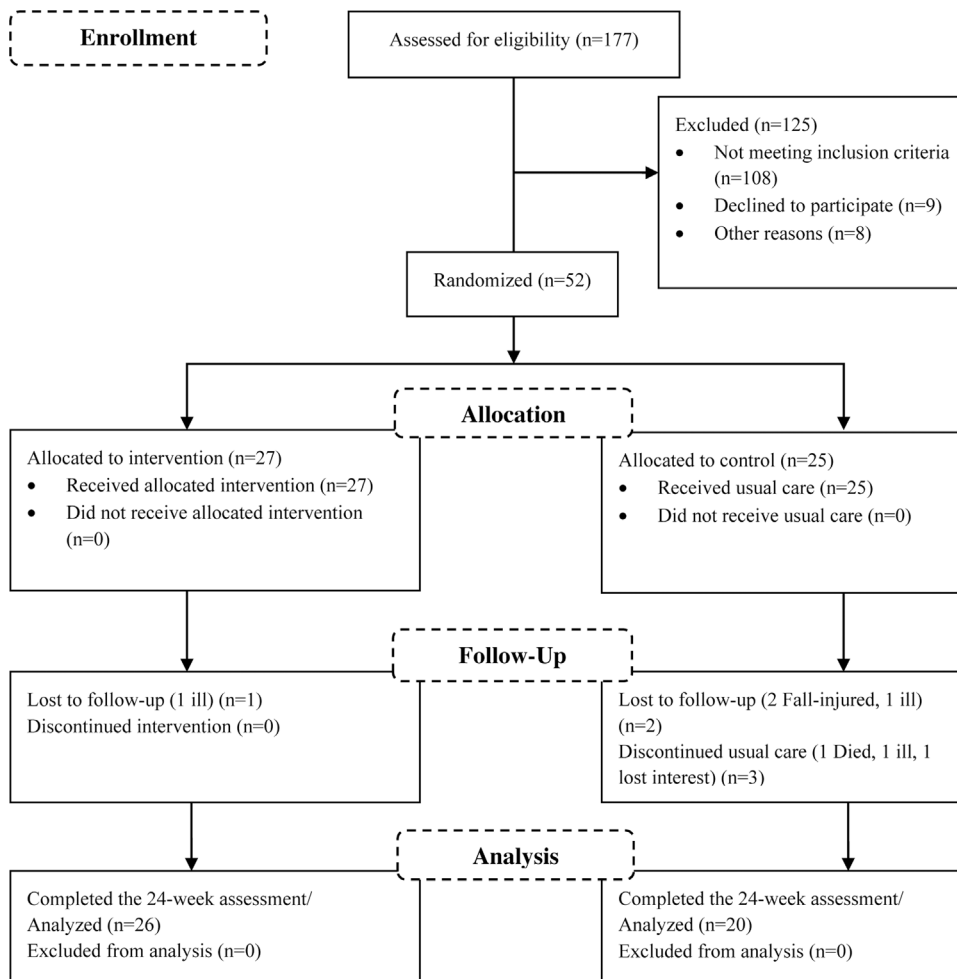 Enrollment
Assessed for eligibility (n=177)
Excluded (n=125)
• Not meeting inclusion criteria
(n=108)
• Declined to participate (n=9)
• Other reasons (n=8)
Randomized (n=52)
Allocation
Allocated to intervention (n=27)
• Received allocated intervention (n=27)
• Did not receive allocated intervention
(n=0)
Allocated to control (n=25)
• Received usual care (n=25)
• Did not receive usual care (n=0)
Follow-Up
Lost to follow-up (1 ill) (n=1)
Discontinued intervention (n=0)
Lost to follow-up (2 Fall-injured, 1 ill)
(n=2)
Discontinued usual care (1 Died, 1 ill, 1
lost interest) (n=3)
Analysis
Completed the 24-week assessment/
Analyzed (n=26)
Excluded from analysis (n=0)
Completed the 24-week assessment/
Analyzed (n=20)
Excluded from analysis (n=0)